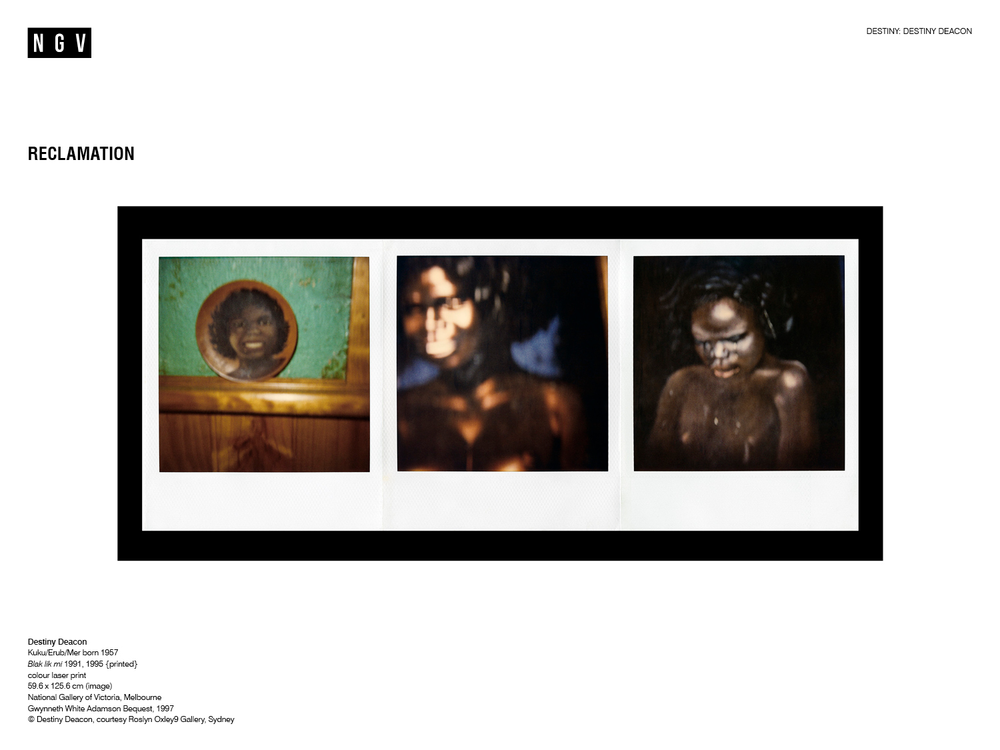 NGV
DESTINY: DESTINY DEACON
RECLAMATION
Destiny Deacon
Kuku/Erub/Mer born 1957
Blak lik mi 1991, 1995 {printed}
colour laser print
59.6 x 125.6 cm (image)
National Gallery of Victoria, Melbourne
Gwynneth White Adamson Bequest, 1997
© Destiny Deacon, courtesy Roslyn Oxley9 Gallery, Sydney